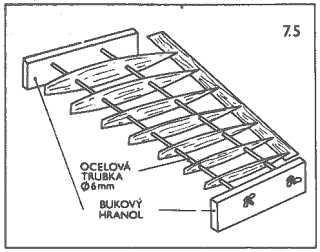 7.5
OCELOVÁ
TRUBKA
Ø6mm
BUKOVÝ
HRANOL